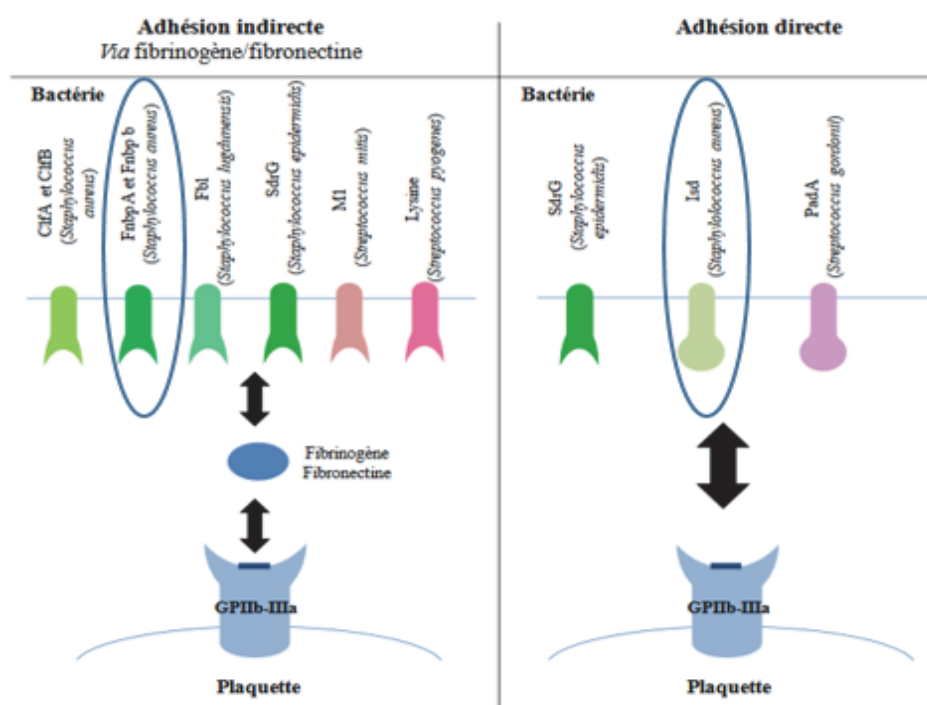 Adhésion indirecte
Via fibrinogène/fibronectine
Bactérie
ClfA et ClfB
(Staphylococcus
aureus)
FnbpA et Fnbp b
(Staphylococcus aureus)
Fbl
(Staphylococcus lugdunensis)
SdrG
(Staphylococcus epidermidis)
M1
(Streptococcus mitis)
Lysine
(Streptococcus pyogenes)
Fibrinogène
Fibronectine
GPIIb-IIIa
Plaquette
Adhésion directe
Bactérie
SdrG
(Staphylococcus
epidermidis)
Isd
(Staphylolococcus aureus)
PadA
(Streptococcus gordonii)
GPIIb-IIIa
Plaquette